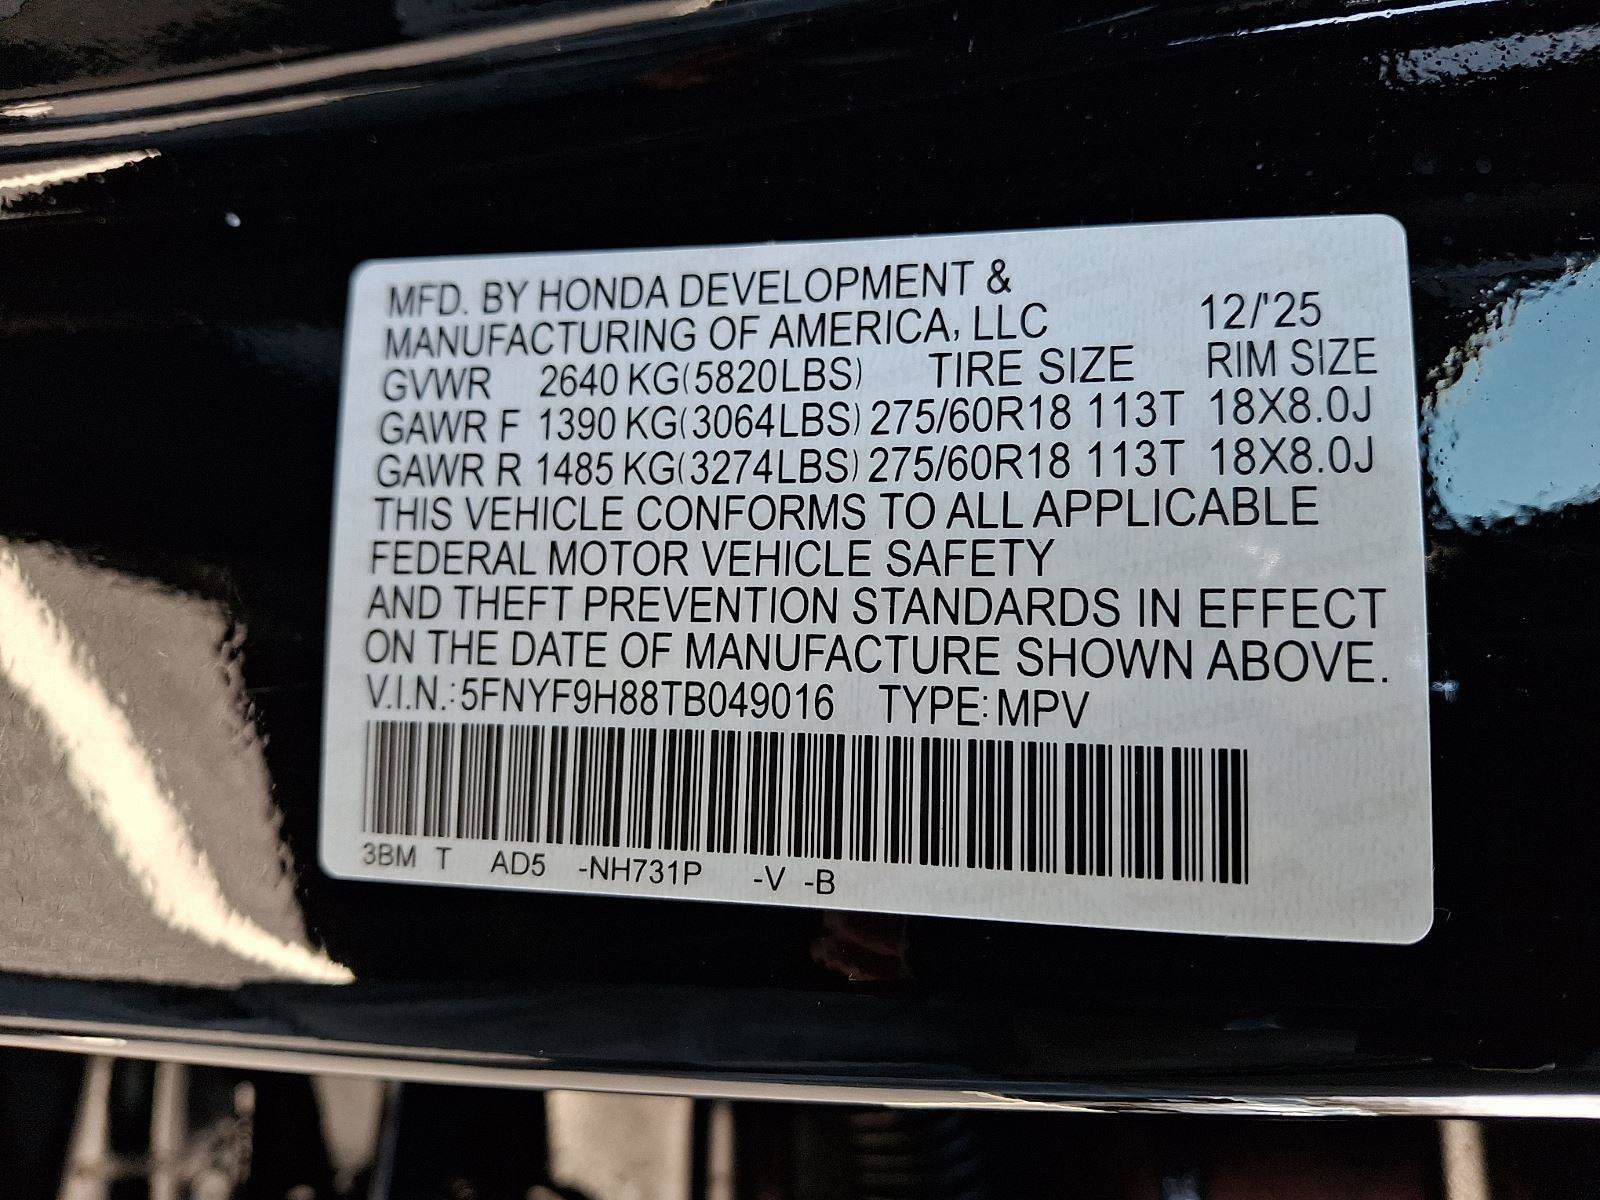 MFD. BY HONDA DEVELOPMENT &
MANUFACTURING OF AMERICA, LLC 12/'25
GVWR 2640 KG(5820LBS) TIRE SIZE RIM SIZE
GAWR F 1390 KG(3064LBS) 275/60R18 113T 18X8.0J
GAWR R 1485 KG(3274LBS) 275/60R18 113T 18X8.0J
THIS VEHICLE CONFORMS TO ALL APPLICABLE
FEDERAL MOTOR VEHICLE SAFETY
AND THEFT PREVENTION STANDARDS IN EFFECT
ON THE DATE OF MANUFACTURE SHOWN ABOVE.
V.I.N.: 5FNYF9H88TB049016 TYPE: MPV
3BM T AD5 -NH731P -V -B